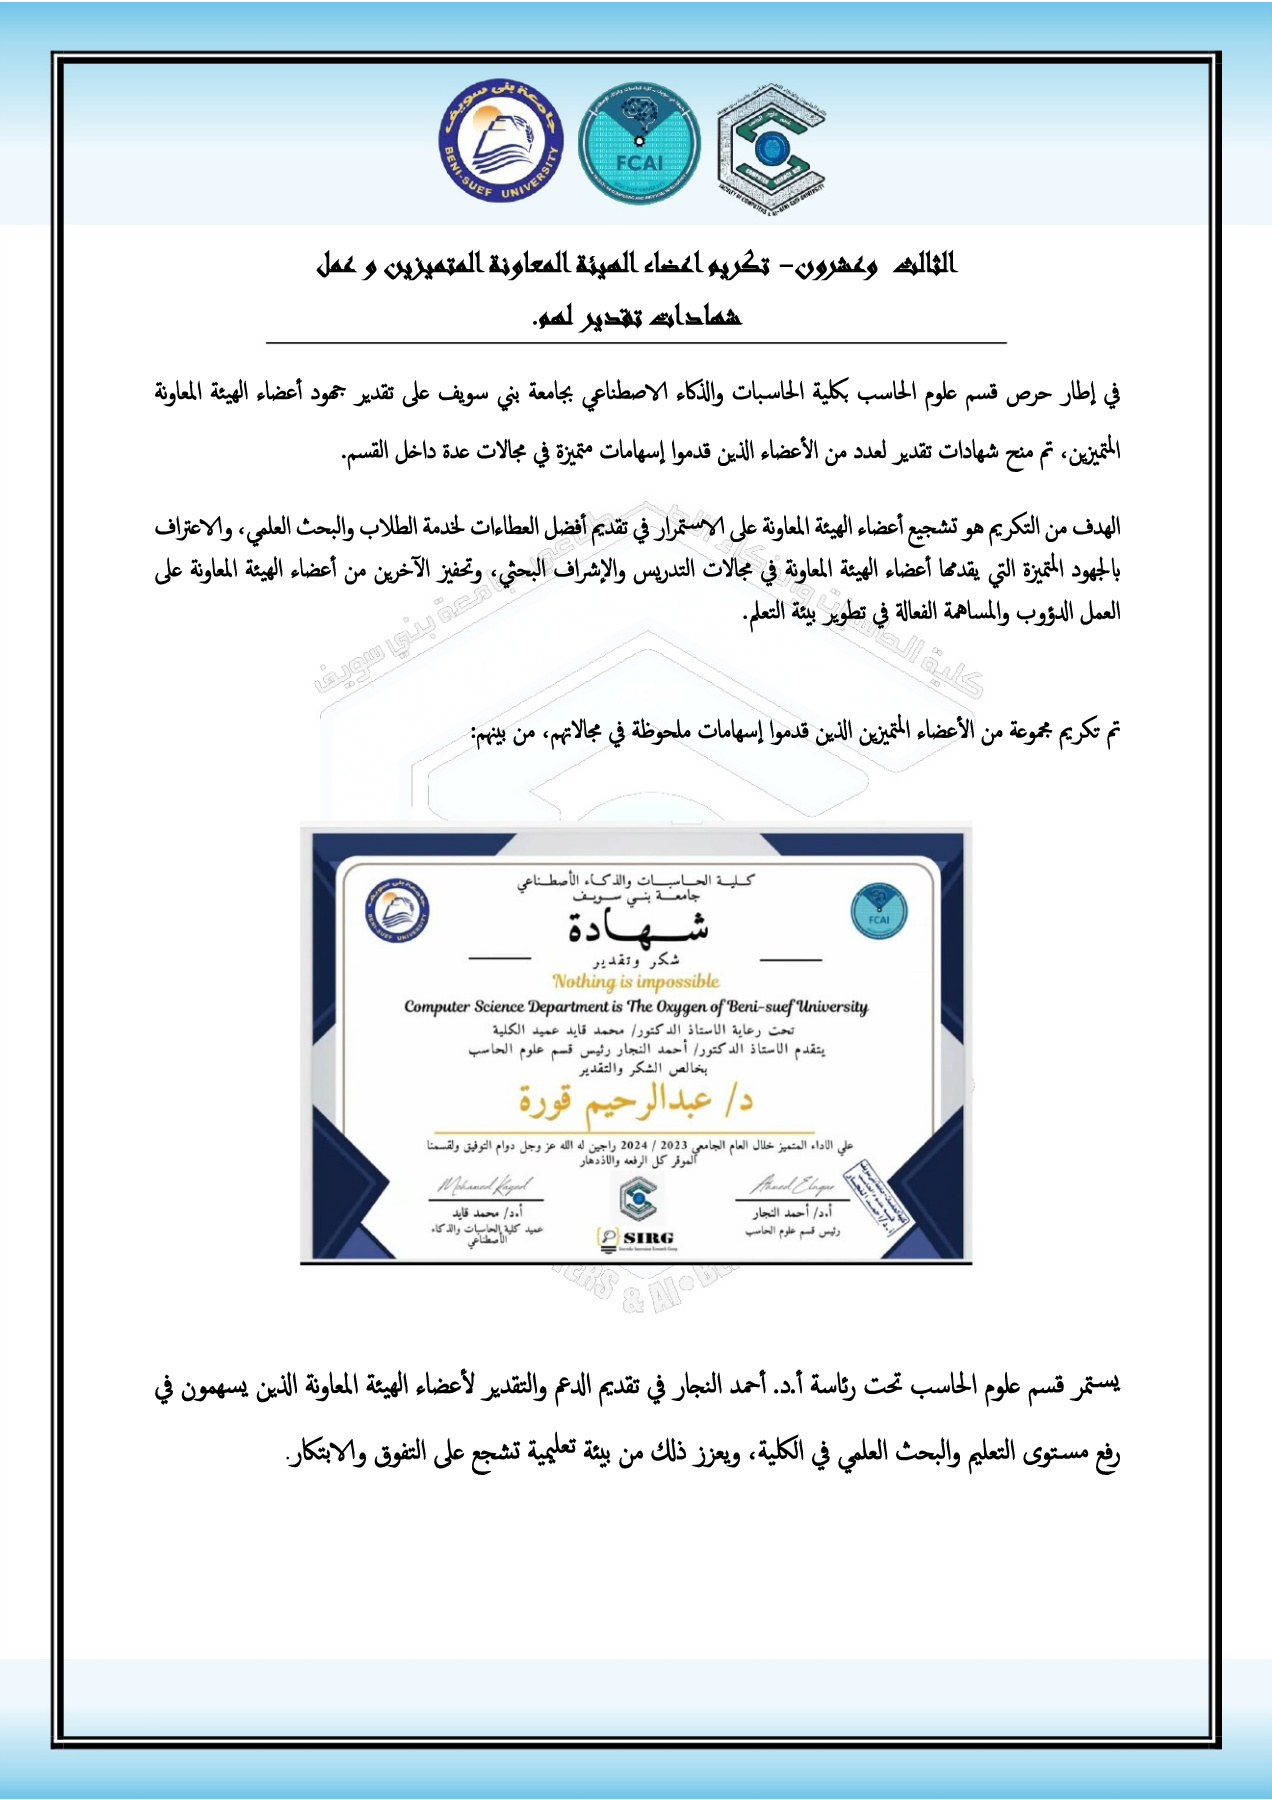 جامعة بنى سويف
BENI-SUEF UNIVERSITY
FCAI
الثالث وعشرون- تكريم اعضاء الهيئة المعاونة المتميزين و عمل
شهادات تقدير لهم.
في إطار حرص قسم علوم الحاسب بكلية الحاسبات والذكاء الاصطناعي بجامعة بني سويف على تقدير جهود أعضاء الهيئة المعاونة
المتميزين، تم منح شهادات تقدير لعدد من الأعضاء الذين قدموا إسهامات متميزة في مجالات عدة داخل القسم.
الهدف من التكريم هو تشجيع أعضاء الهيئة المعاونة على الاستمرار في تقديم أفضل العطاءات لخدمة الطلاب والبحث العلمي، والاعتراف
بالجهود المتميزة التي يقدمها أعضاء الهيئة المعاونة في مجالات التدريس والإشراف البحثي، وتحفيز الآخرين من أعضاء الهيئة المعاونة على
العمل الدؤوب والمساهمة الفعالة في تطوير بيئة التعلم.
تم تكريم مجموعة من الأعضاء المتميزين الذين قدموا إسهامات ملحوظة في مجالاتهم، من بينهم:
كلية الحاسبات والذكاء الأصطناعي
جامعة بني سويف
BENI-SUEF UNIVERSITY
FCAI
شهادة
شكر وتقدير
Nothing is impossible
Computer Science Department is The Oxygen of Beni-suef University
تحت رعاية الاستاذ الدكتور/ محمد قايد عميد الكلية
يتقدم الاستاذ الدكتور/ أحمد النجار رئيس قسم علوم الحاسب
بخالص الشكر والتقدير
د/ عبدالرحيم قورة
علي الاداء المتميز خلال العام الجامعي 2023 / 2024 راجين له الله عز وجل دوام التوفيق ولقسمنا
الموقر كل الرفعه والاذدهار
أ.د/ أحمد النجار
رئيس قسم علوم الحاسب
أ.د/ محمد قايد
عميد كلية الحاسبات والذكاء
الأصطناعي
SIRG
يستمر قسم علوم الحاسب تحت رئاسة أ.د. أحمد النجار في تقديم الدعم والتقدير لأعضاء الهيئة المعاونة الذين يسهمون في
رفع مستوى التعليم والبحث العلمي في الكلية، ويعزز ذلك من بيئة تعليمية تشجع على التفوق والابتكار.